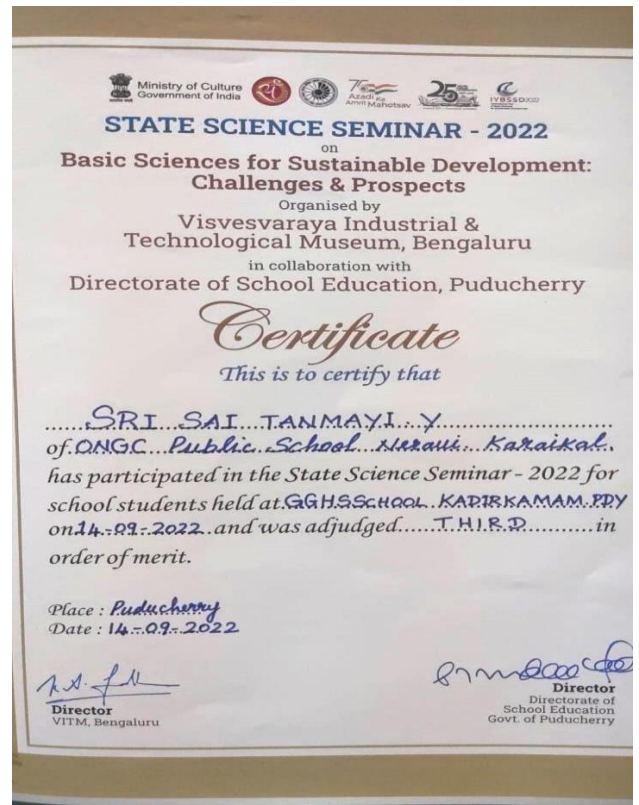 Ministry of Culture
Government of India
Azadi Ka
Amrit Mahotsav
25
IYBSSD2022
STATE SCIENCE SEMINAR - 2022
on
Basic Sciences for Sustainable Development:
Challenges & Prospects
Organised by
Visvesvaraya Industrial &
Technological Museum, Bengaluru
in collaboration with
Directorate of School Education, Puducherry
Certificate
This is to certify that
......SRI...SAI...TANMAYI..Y..............................
of.ONGC...Public..School...Neravi...Karaikal.
has participated in the State Science Seminar - 2022 for
school students held at.GGHSSCHOOL..KADIRKAMAM.PDY
on14-09-2022..and was adjudged......THIRD...........in
order of merit.
Place : Puducherry
Date : 14-09-2022
Director
VITM, Bengaluru
Director
Directorate of
School Education
Govt. of Puducherry